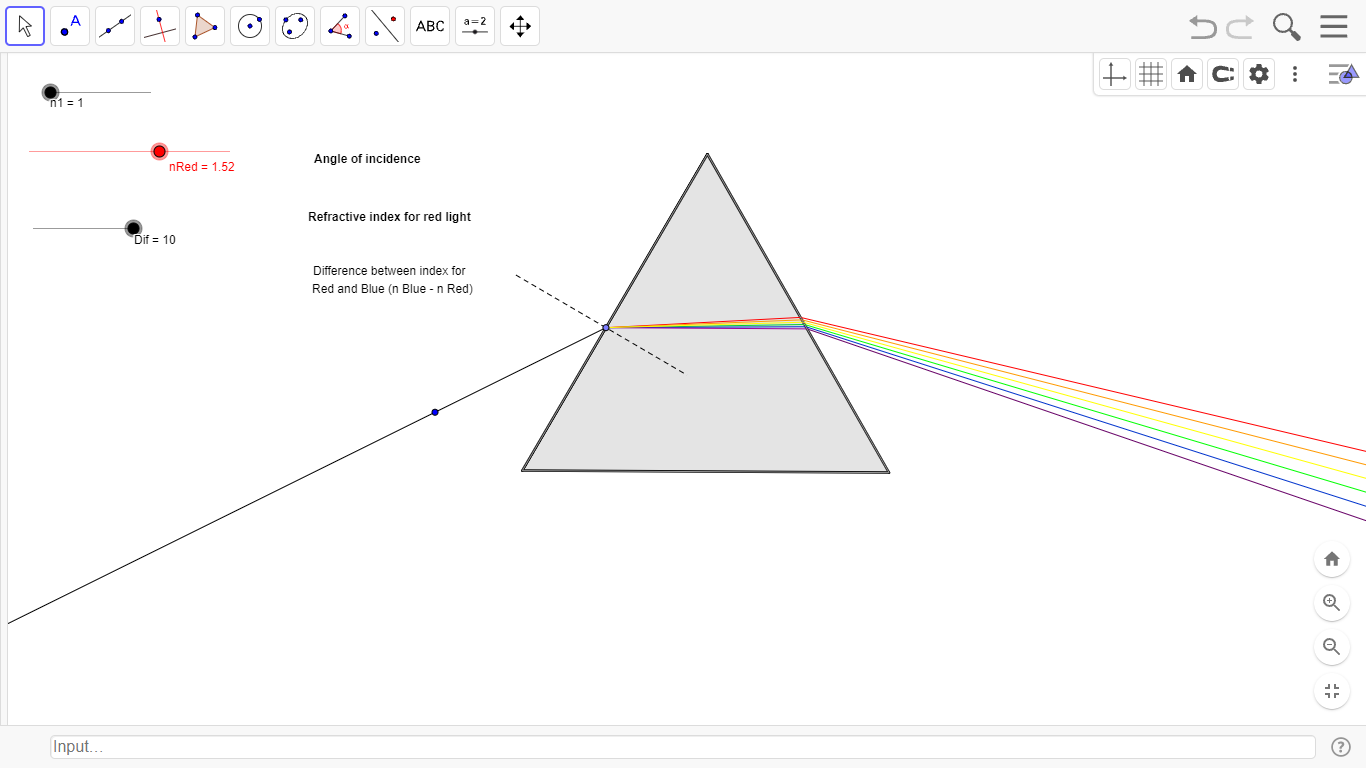 A
α
ABC
a=2
n1 = 1
nRed = 1.52
Angle of incidence
Refractive index for red light
Dif = 10
Difference between index for
Red and Blue (n Blue - n Red)
Input...
?